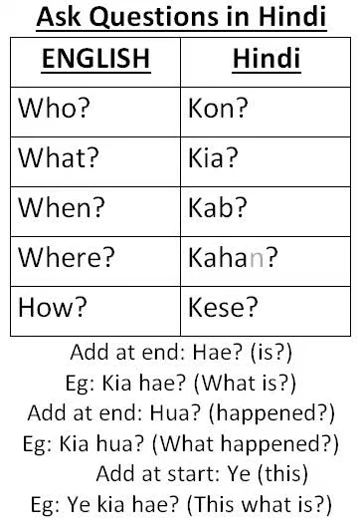 Ask Questions in Hindi
ENGLISH Hindi
Who? Kon?
What? Kia?
When? Kab?
Where? Kahan?
How? Kese?
Add at end: Hae? (is?)
Eg: Kia hae? (What is?)
Add at end: Hua? (happened?)
Eg: Kia hua? (What happened?)
Add at start: Ye (this)
Eg: Ye kia hae? (This what is?)